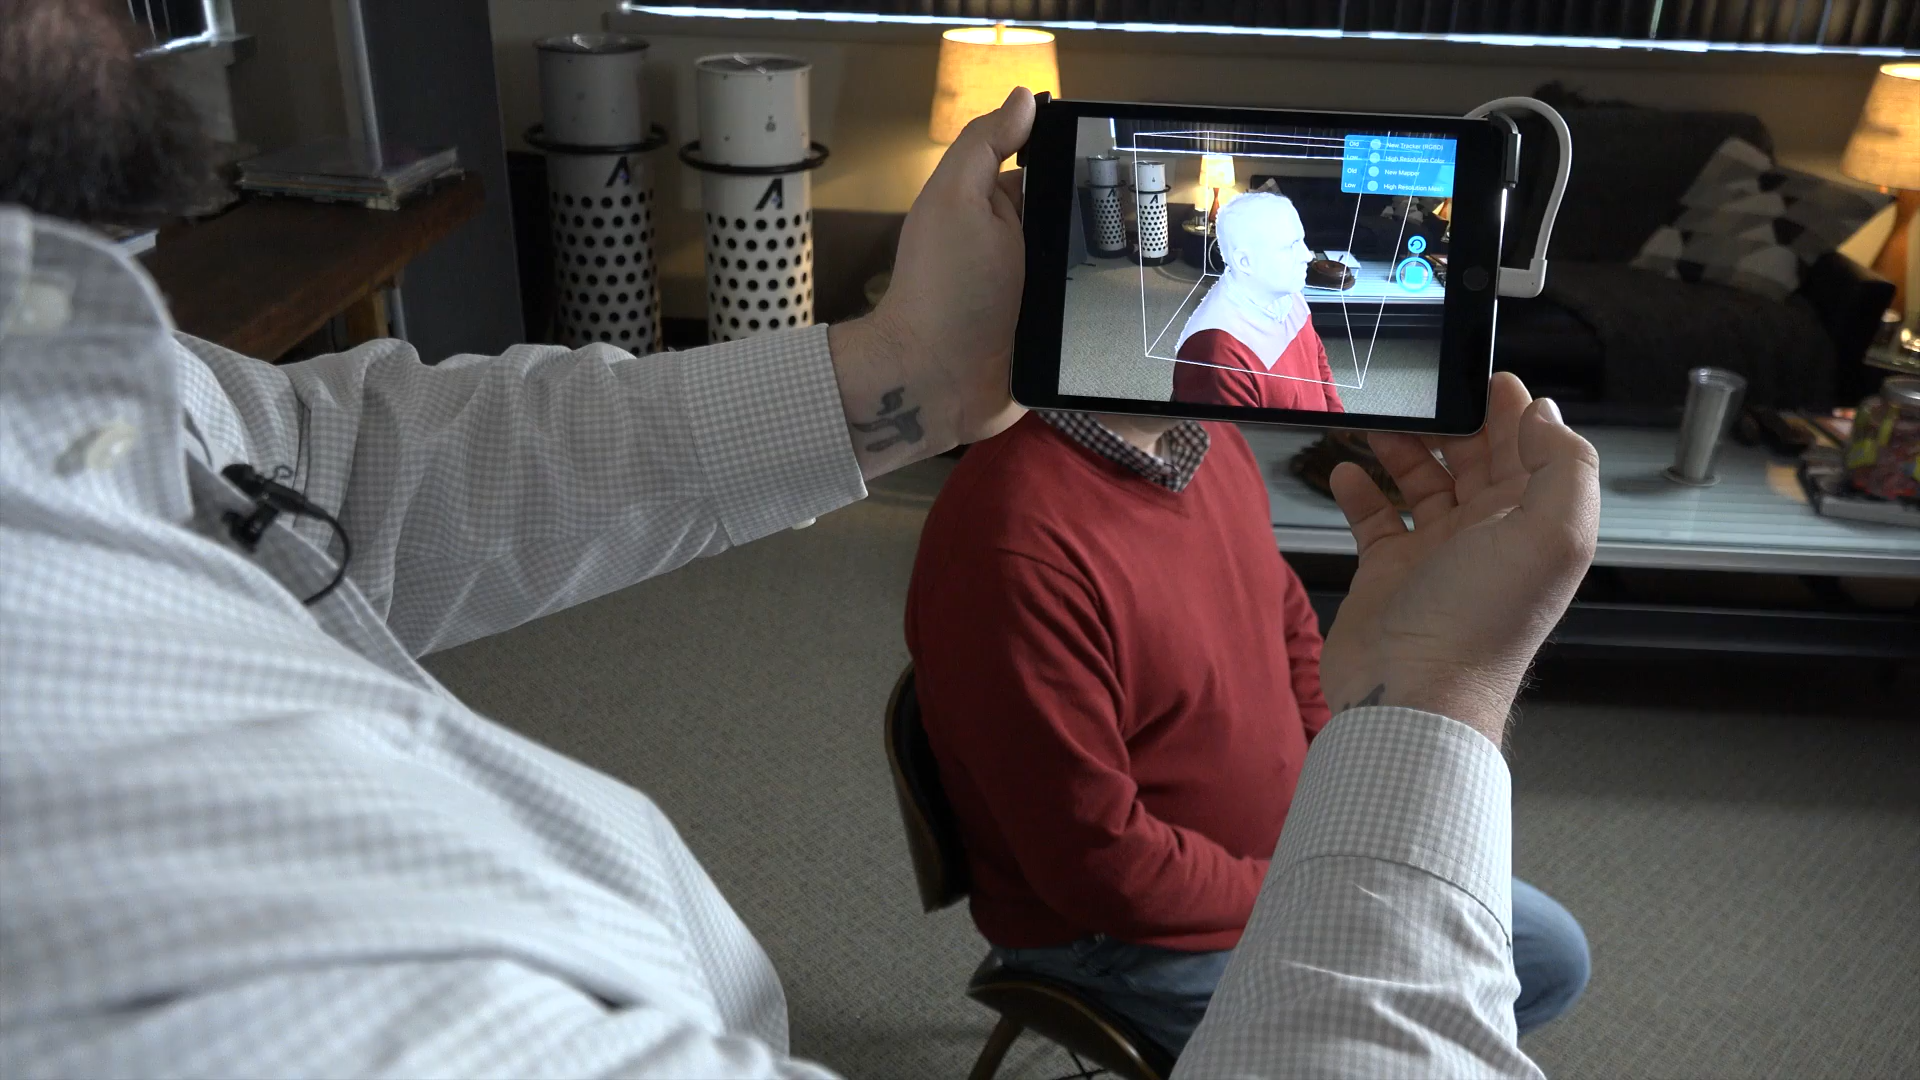 A
A
Old New Tracker (RGBD)
Low High Resolution Color
Old New Mapper
Low High Resolution Mesh